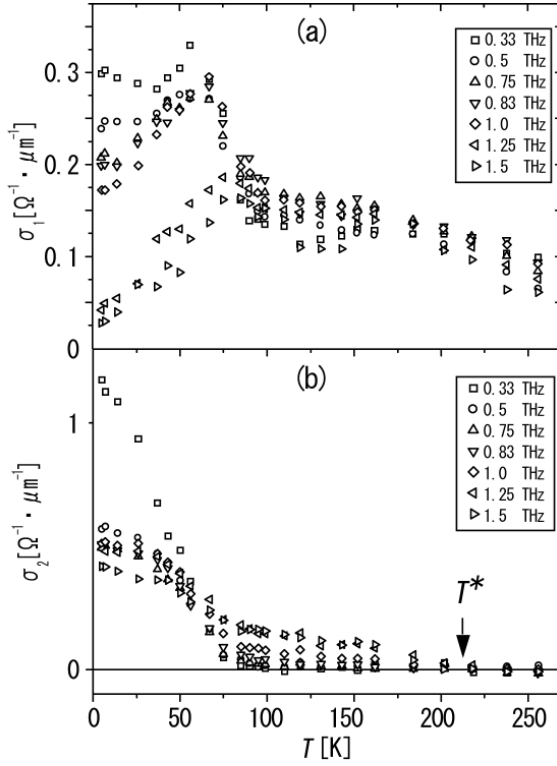 (a)
0.33 THz
0.5 THz
0.75 THz
0.83 THz
1.0 THz
1.25 THz
1.5 THz
0.3
0.2
0.1
0
σ₁[Ω⁻¹・μm⁻¹]
(b)
0.33 THz
0.5 THz
0.75 THz
0.83 THz
1.0 THz
1.25 THz
1.5 THz
1
0
σ₂[Ω⁻¹・μm⁻¹]
T*
0 50 100 150 200 250
T [K]